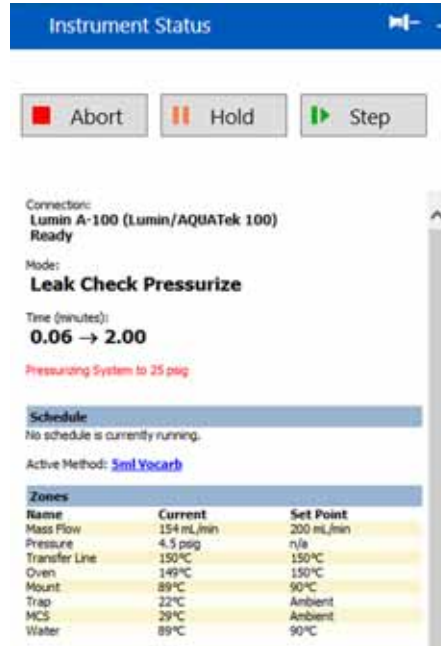 Instrument Status
Abort Hold Step
Connection:
Lumin A-100 (Lumin/AQUATek 100)
Ready
Mode:
Leak Check Pressurize
Time (minutes):
0.06 → 2.00
Pressurizing System to 25 psig
Schedule
No schedule is currently running.
Active Method: 5ml Vocarb
Zones
Name Current Set Point
Mass Flow 154 mL/min 200 mL/min
Pressure 4.5 psig n/a
Transfer Line 150°C 150°C
Oven 149°C 150°C
Mount 89°C 90°C
Trap 22°C Ambient
MCS 29°C Ambient
Water 89°C 90°C